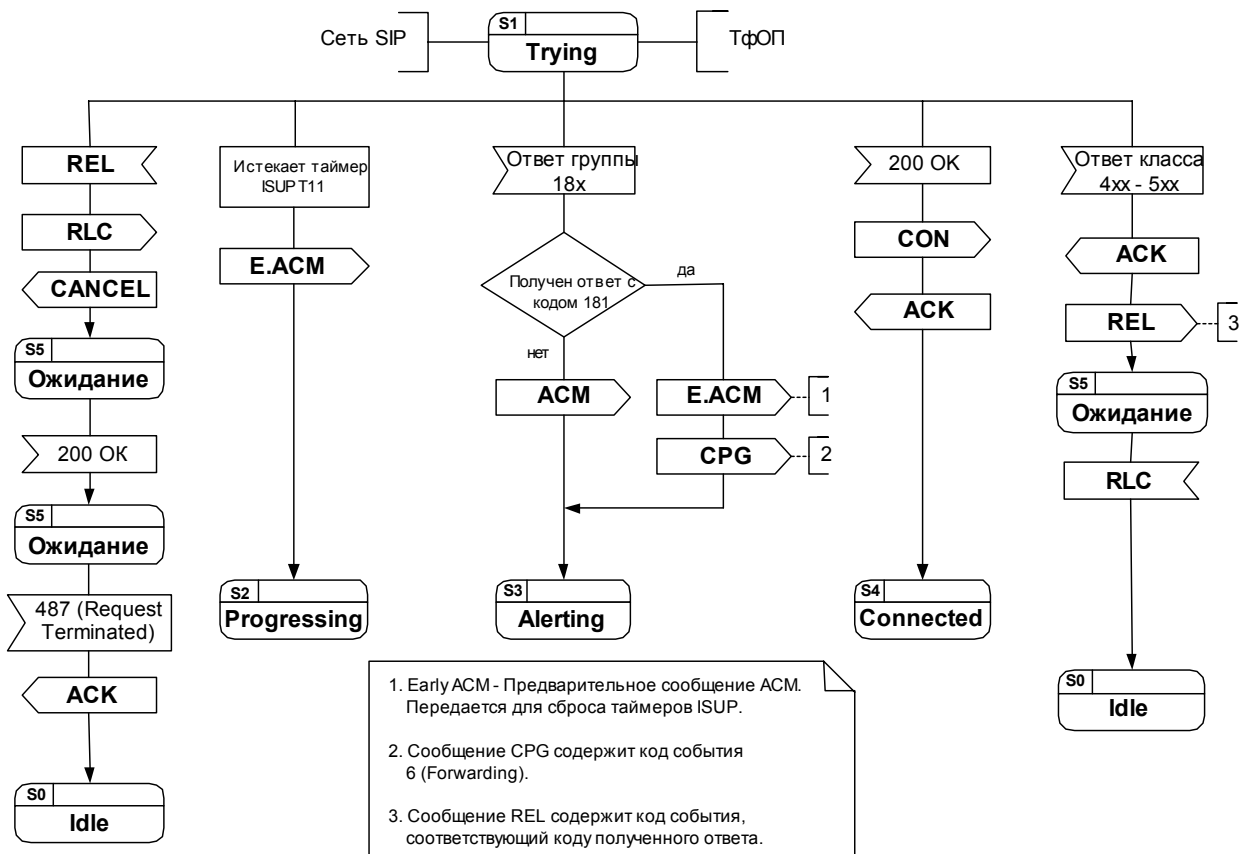 Сеть SIP
S1
Trying
ТфОП
REL
RLC
CANCEL
S5
Ожидание
200 OK
S5
Ожидание
487 (Request
Terminated)
ACK
S0
Idle
Истекает таймер
ISUP T11
E.ACM
S2
Progressing
Ответ группы
18x
Получен ответ с
кодом 181
да
нет
ACM
E.ACM
1
CPG
2
S3
Alerting
200 OK
CON
ACK
S4
Connected
Ответ класса
4xx - 5xx
ACK
REL
3
S5
Ожидание
RLC
S0
Idle
1. Early ACM - Предварительное сообщение ACM.
Передается для сброса таймеров ISUP.
2. Сообщение CPG содержит код события
6 (Forwarding).
3. Сообщение REL содержит код события,
соответствующий коду полученного ответа.